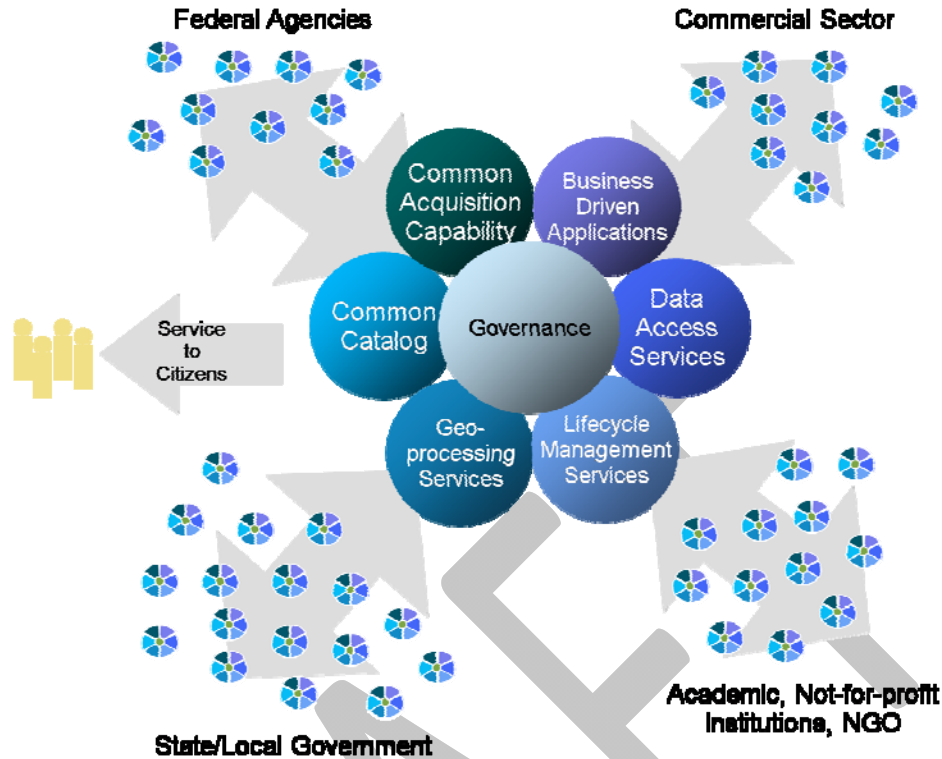 Federal Agencies
Commercial Sector
Common
Acquisition
Capability
Business
Driven
Applications
Common
Catalog
Governance
Data
Access
Services
Service
to
Citizens
Geo-
processing
Services
Lifecycle
Management
Services
Academic, Not-for-profit
Institutions, NGO
State/Local Government